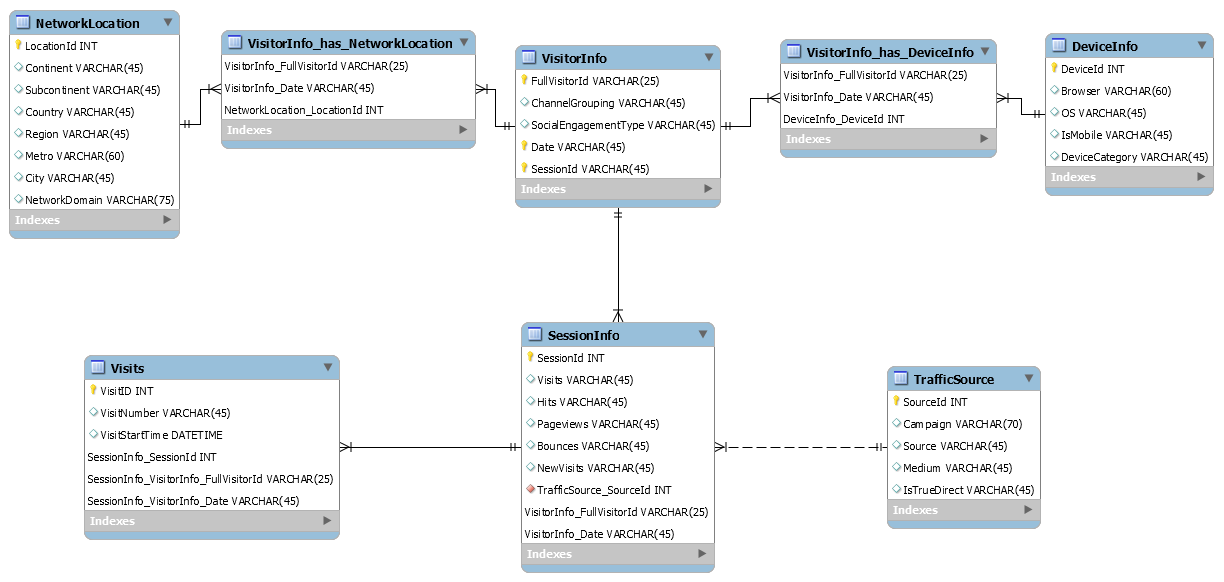 NetworkLocation
LocationId INT
Continent VARCHAR(45)
Subcontinent VARCHAR(45)
Country VARCHAR(45)
Region VARCHAR(45)
Metro VARCHAR(60)
City VARCHAR(45)
NetworkDomain VARCHAR(75)
Indexes
VisitorInfo_has_NetworkLocation
VisitorInfo_FullVisitorId VARCHAR(25)
VisitorInfo_Date VARCHAR(45)
NetworkLocation_LocationId INT
Indexes
VisitorInfo
FullVisitorId VARCHAR(25)
ChannelGrouping VARCHAR(45)
SocialEngagementType VARCHAR(45)
Date VARCHAR(45)
SessionId VARCHAR(45)
Indexes
VisitorInfo_has_DeviceInfo
VisitorInfo_FullVisitorId VARCHAR(25)
VisitorInfo_Date VARCHAR(45)
DeviceInfo_DeviceId INT
Indexes
DeviceInfo
DeviceId INT
Browser VARCHAR(60)
OS VARCHAR(45)
IsMobile VARCHAR(45)
DeviceCategory VARCHAR(45)
Indexes
Visits
VisitID INT
VisitNumber VARCHAR(45)
VisitStartTime DATETIME
SessionInfo_SessionId INT
SessionInfo_VisitorInfo_FullVisitorId VARCHAR(25)
SessionInfo_VisitorInfo_Date VARCHAR(45)
Indexes
SessionInfo
SessionId INT
Visits VARCHAR(45)
Hits VARCHAR(45)
Pageviews VARCHAR(45)
Bounces VARCHAR(45)
NewVisits VARCHAR(45)
TrafficSource_SourceId INT
VisitorInfo_FullVisitorId VARCHAR(25)
VisitorInfo_Date VARCHAR(45)
Indexes
TrafficSource
SourceId INT
Campaign VARCHAR(70)
Source VARCHAR(45)
Medium VARCHAR(45)
IsTrueDirect VARCHAR(45)
Indexes